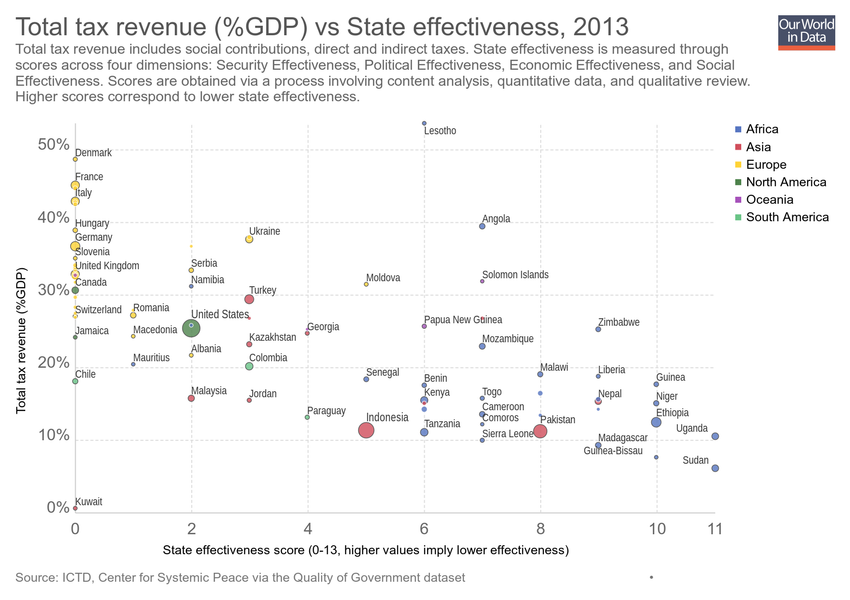 Total tax revenue (%GDP) vs State effectiveness, 2013
Our World
in Data
Total tax revenue includes social contributions, direct and indirect taxes. State effectiveness is measured through
scores across four dimensions: Security Effectiveness, Political Effectiveness, Economic Effectiveness, and Social
Effectiveness. Scores are obtained via a process involving content analysis, quantitative data, and qualitative review.
Higher scores correspond to lower state effectiveness.
Africa
Asia
Europe
North America
Oceania
South America
Total tax revenue (%GDP)
50%
40%
30%
20%
10%
0%
Lesotho
Denmark
France
Italy
Hungary
Germany
Slovenia
United Kingdom
Canada
Switzerland
Jamaica
Chile
Kuwait
Romania
Macedonia
Mauritius
Serbia
Namibia
United States
Albania
Malaysia
Ukraine
Turkey
Kazakhstan
Colombia
Jordan
Georgia
Paraguay
Moldova
Senegal
Indonesia
Papua New Guinea
Benin
Kenya
Tanzania
Angola
Solomon Islands
Mozambique
Togo
Cameroon
Comoros
Sierra Leone
Malawi
Pakistan
Zimbabwe
Liberia
Nepal
Madagascar
Guinea-Bissau
Guinea
Niger
Ethiopia
Uganda
Sudan
0
2
4
6
8
10
11
State effectiveness score (0-13, higher values imply lower effectiveness)
Source: ICTD, Center for Systemic Peace via the Quality of Government dataset